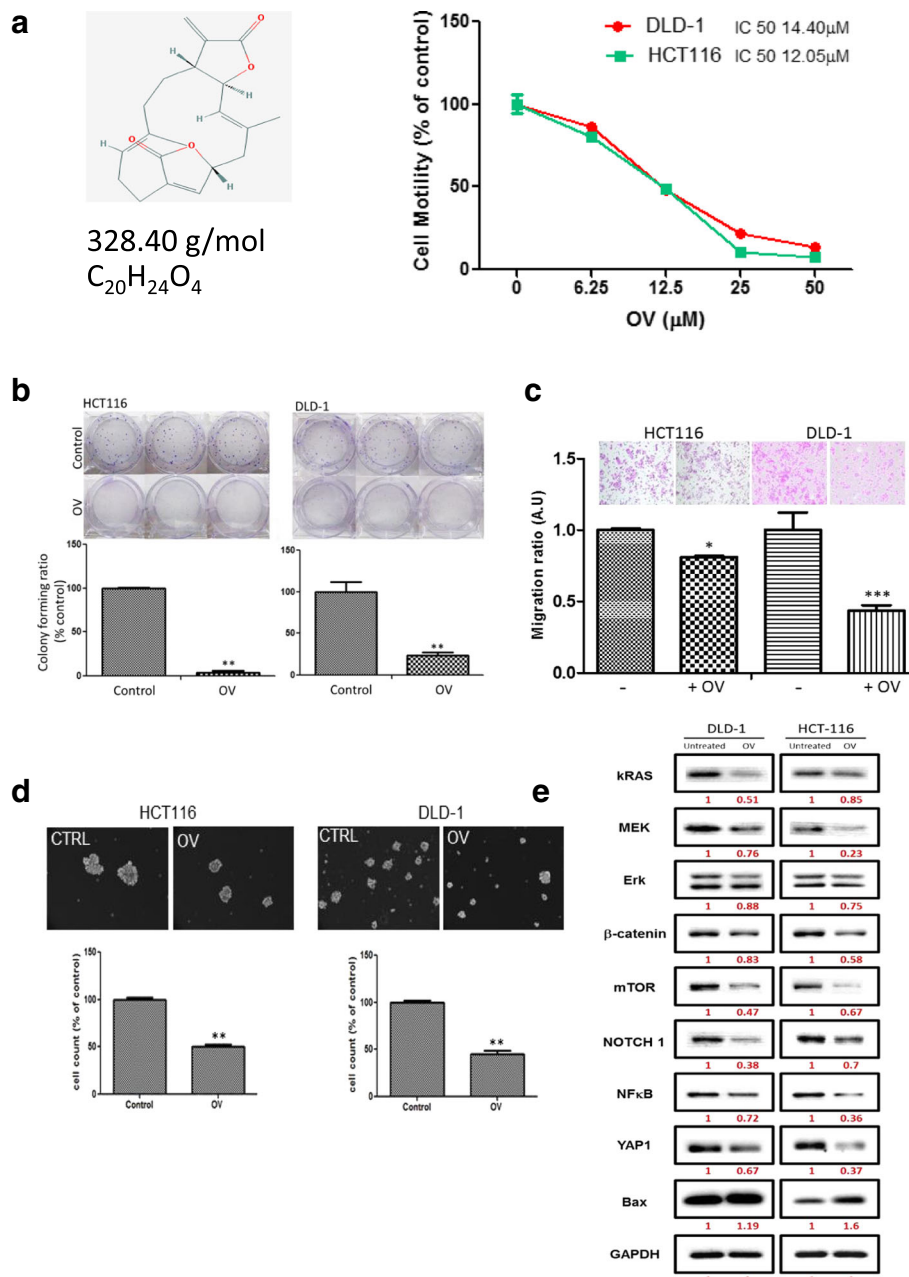 a
O
O
H
H
H
H
O
O
H
328.40 g/mol
C₂₀H₂₄O₄
Cell Motility (% of control)
150
100
50
0
0 6.25 12.5 25 50
OV (µM)
DLD-1 IC 50 14.40µM
HCT116 IC 50 12.05µM
b
HCT116
DLD-1
Control
OV
Colony forming ratio
(% control)
150
100
50
0
**
Control OV
150
100
50
0
**
Control OV
c
HCT116 DLD-1
Migration ratio (A.U)
1.5
1.0
0.5
0.0
*
***
- + OV - + OV
d
HCT116
CTRL OV
DLD-1
CTRL OV
cell count (% of control)
150
100
50
0
**
Control OV
cell count (% of control)
150
100
50
0
**
Control OV
e
DLD-1 HCT-116
Untreated OV Untreated OV
kRAS
1 0.51 1 0.85
MEK
1 0.76 1 0.23
Erk
1 0.88 1 0.75
β-catenin
1 0.83 1 0.58
mTOR
1 0.47 1 0.67
NOTCH 1
1 0.38 1 0.7
NFκB
1 0.72 1 0.36
YAP1
1 0.67 1 0.37
Bax
1 1.19 1 1.6
GAPDH